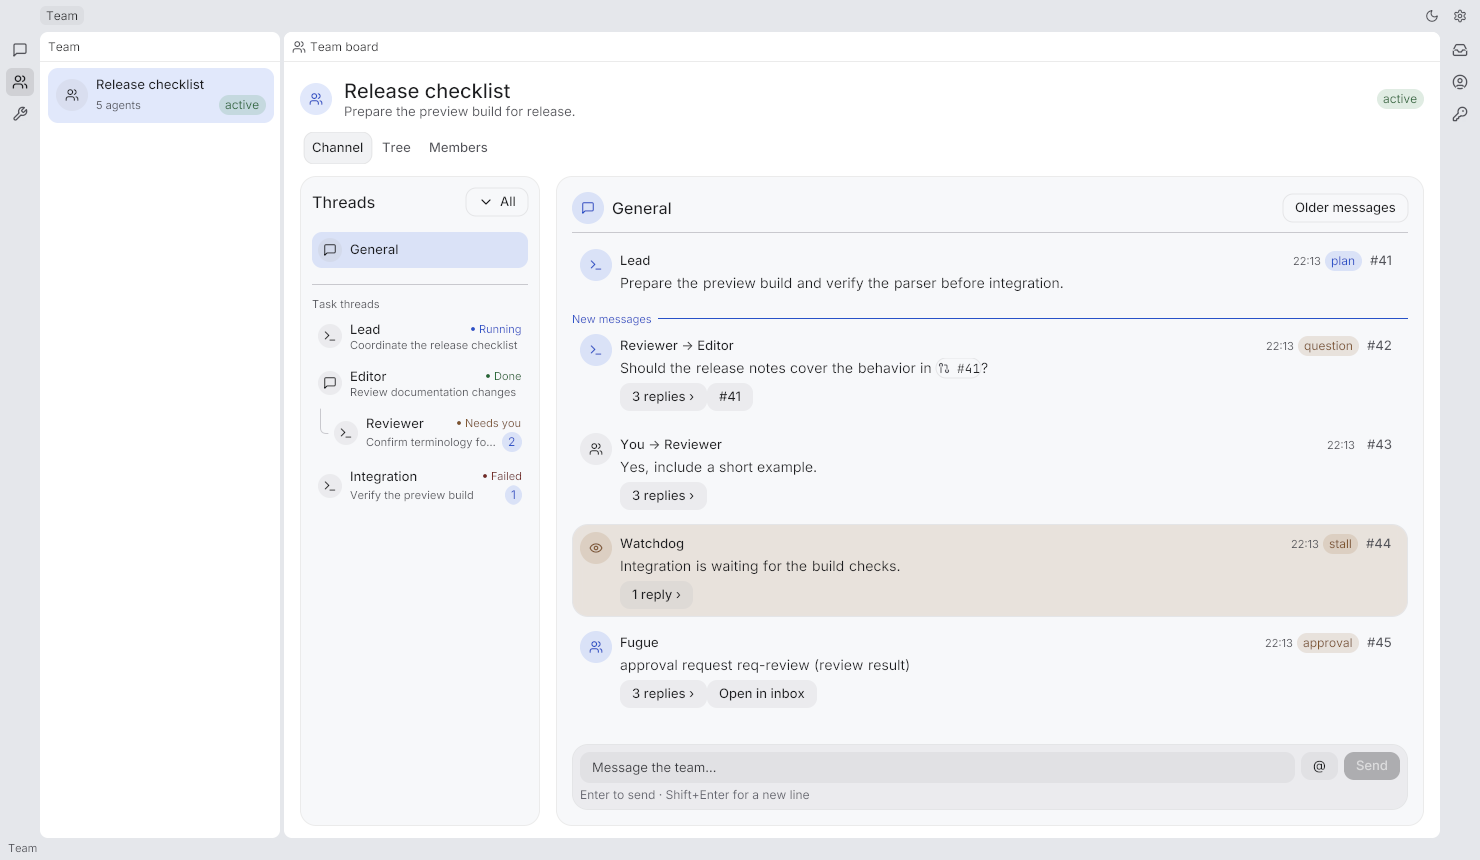 Team
Team
Release checklist
5 agents
active
Team board
Release checklist
Prepare the preview build for release.
active
Channel
Tree
Members
Threads
All
General
Task threads
Lead
• Running
Coordinate the release checklist
Editor
• Done
Review documentation changes
Reviewer
• Needs you
Confirm terminology fo...
2
Integration
• Failed
Verify the preview build
1
General
Older messages
Lead
22:13 plan #41
Prepare the preview build and verify the parser before integration.
New messages
Reviewer → Editor
22:13 question #42
Should the release notes cover the behavior in #41?
3 replies ›
#41
You → Reviewer
22:13 #43
Yes, include a short example.
3 replies ›
Watchdog
22:13 stall #44
Integration is waiting for the build checks.
1 reply ›
Fugue
22:13 approval #45
approval request req-review (review result)
3 replies ›
Open in inbox
Message the team...
@
Send
Enter to send · Shift+Enter for a new line
Team